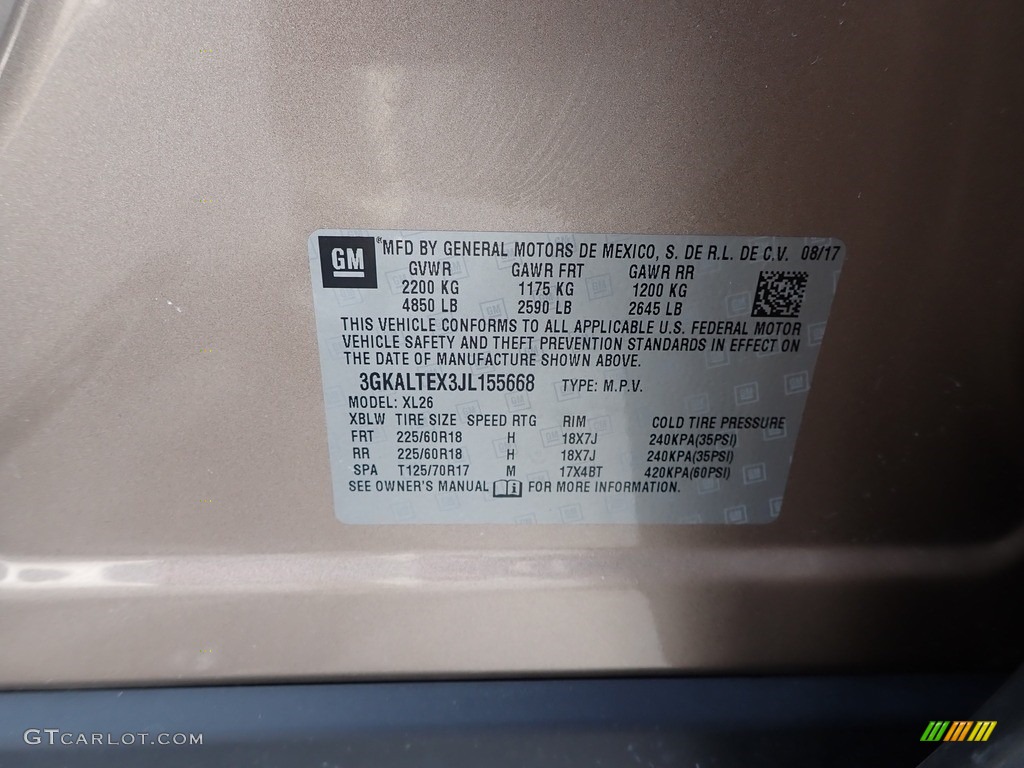 GM ® MFD BY GENERAL MOTORS DE MEXICO, S. DE R.L. DE C.V. 08/17
GVWR GAWR FRT GAWR RR
2200 KG 1175 KG 1200 KG
4850 LB 2590 LB 2645 LB
THIS VEHICLE CONFORMS TO ALL APPLICABLE U.S. FEDERAL MOTOR
VEHICLE SAFETY AND THEFT PREVENTION STANDARDS IN EFFECT ON
THE DATE OF MANUFACTURE SHOWN ABOVE.
3GKALTEX3JL155668 TYPE: M.P.V.
MODEL: XL26
XBLW TIRE SIZE SPEED RTG RIM COLD TIRE PRESSURE
FRT 225/60R18 H 18X7J 240KPA(35PSI)
RR 225/60R18 H 18X7J 240KPA(35PSI)
SPA T125/70R17 M 17X4BT 420KPA(60PSI)
SEE OWNER'S MANUAL FOR MORE INFORMATION.
GTCARLOT.COM